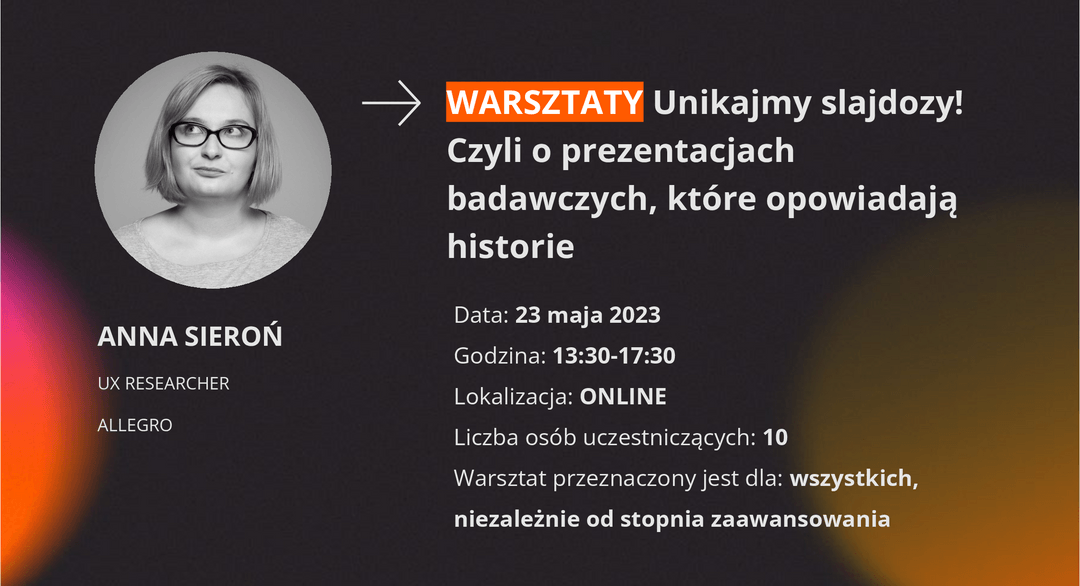 WARSZTATY Unikajmy slajdozy!
Czyli o prezentacjach
badawczych, które opowiadają
historie
ANNA SIEROŃ
UX RESEARCHER
ALLEGRO
Data: 23 maja 2023
Godzina: 13:30-17:30
Lokalizacja: ONLINE
Liczba osób uczestniczących: 10
Warsztat przeznaczony jest dla: wszystkich,
niezależnie od stopnia zaawansowania